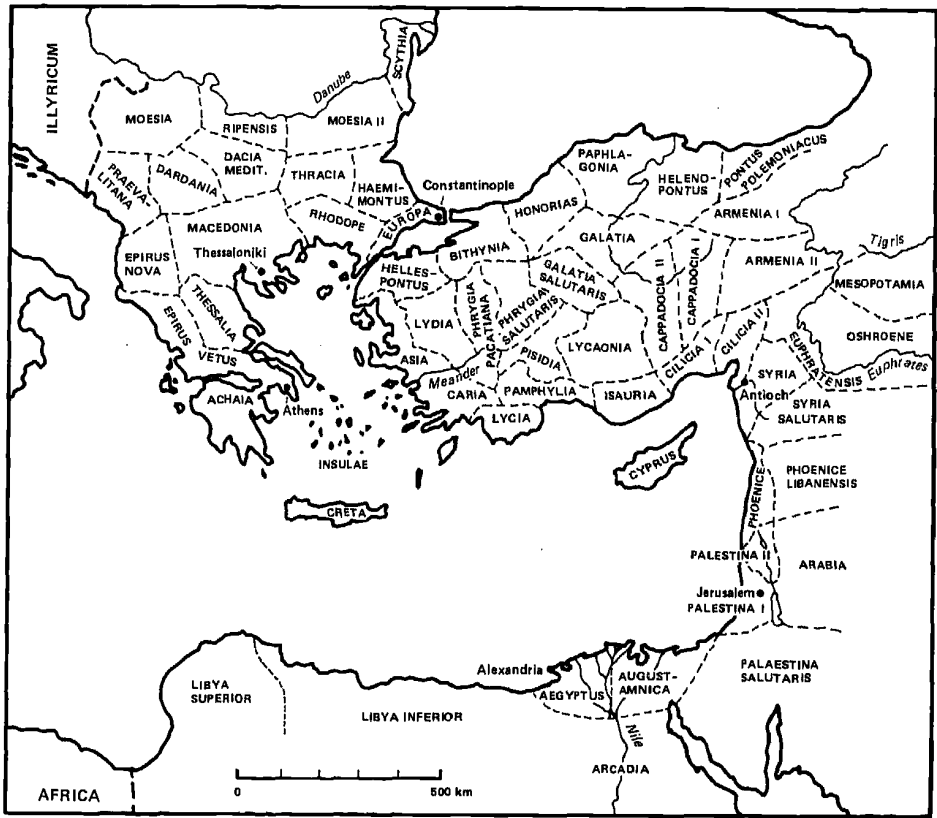 ILLYRICUM
SCYTHIA
Danube
MOESIA
RIPENSIS
MOESIA II
DACIA
MEDIT.
PRAEVA-
LITANA
DARDANIA
THRACIA
HAEMI-
MONTUS
Constantinople
EUROPA
RHODOPE
MACEDONIA
Thessaloniki
EPIRUS
NOVA
THESSALIA
EPIRUS
VETUS
ACHAIA
Athens
INSULAE
CRETA
PAPHLA-
GONIA
HELENO-
PONTUS
PONTUS
POLEMONIACUS
HONORIAS
BITHYNIA
GALATIA
ARMENIA I
ARMENIA II
Tigris
HELLES-
PONTUS
GALATIA
SALUTARIS
CAPPADOCIA II
CAPPADOCIA I
MESOPOTAMIA
LYDIA
PHRYGIA
PACATIANA
PHRYGIA
SALUTARIS
LYCAONIA
CILICIA I
CILICIA II
EUPHRATENSIS
OSHROENE
Euphrates
ASIA
Meander
PISIDIA
CARIA
PAMPHYLIA
ISAURIA
LYCIA
SYRIA
Antioch
SYRIA
SALUTARIS
CYPRUS
PHOENICE
PHOENICE
LIBANENSIS
PALESTINA II
ARABIA
Jerusalem
PALESTINA I
PALAESTINA
SALUTARIS
Alexandria
AEGYPTUS
AUGUST-
AMNICA
LIBYA
SUPERIOR
LIBYA INFERIOR
Nile
ARCADIA
AFRICA
0 500 km